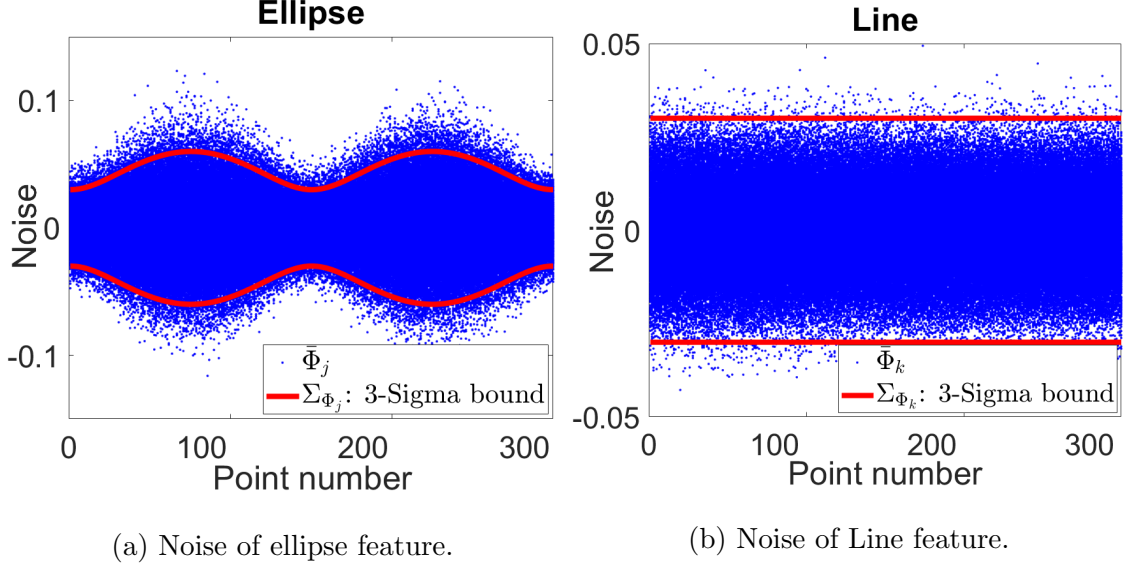 Ellipse
0.1
0
-0.1
Noise
Φ̄_j
Σ_Φ_j: 3-Sigma bound
0 100 200 300
Point number
(a) Noise of ellipse feature.
Line
0.05
0
-0.05
Noise
Φ̄_k
Σ_Φ_k: 3-Sigma bound
0 100 200 300
Point number
(b) Noise of Line feature.